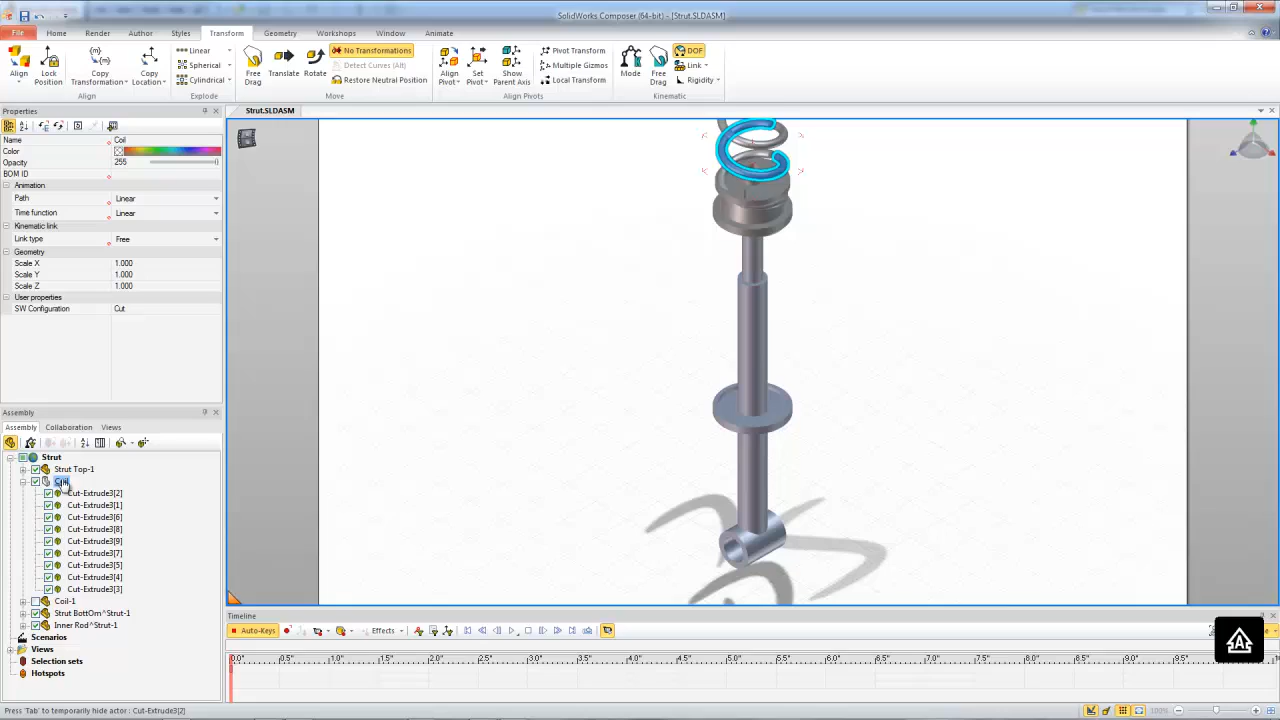 SolidWorks Composer (64-bit) - [Strut.SLDASM]
File Home Render Author Styles Transform Geometry Workshops Window Animate
Align
Lock Position
Copy Transformation
Copy Location
Linear
Spherical
Cylindrical
Free Drag
Translate
Rotate
No Transformations
Detect Curves (Alt)
Restore Neutral Position
Align Pivots
Set Pivot
Show Parent Axis
Pivot Transform
Multiple Gizmos
Local Transform
Mode
Free Drag
DOF
Link
Rigidity
Align Explode Move Align Pivots Kinematic
Properties
Strut.SLDASM
Name Coil
Color
Opacity 255
BOM ID
Animation
Path Linear
Time function Linear
Kinematic link
Link type Free
Geometry
Scale X 1.000
Scale Y 1.000
Scale Z 1.000
User properties
SW Configuration Cut
Assembly
Assembly Collaboration Views
Strut
Strut Top-1
Cut-Extrude3[2]
Cut-Extrude3[1]
Cut-Extrude3[6]
Cut-Extrude3[8]
Cut-Extrude3[9]
Cut-Extrude3[7]
Cut-Extrude3[5]
Cut-Extrude3[4]
Cut-Extrude3[3]
Coil-1
Strut BottOm^Strut-1
Inner Rod^Strut-1
Scenarios
Views
Selection sets
Hotspots
Timeline
Auto-Keys
Effects
0.0" 0.5" 1.0" 1.5" 2.0" 2.5" 3.0" 3.5" 4.0" 4.5" 5.0" 5.5" 6.0" 6.5" 7.0" 7.5" 8.0" 8.5" 9.0" 9.5"
Press 'Tab' to temporarily hide actor : Cut-Extrude3[2]
100%